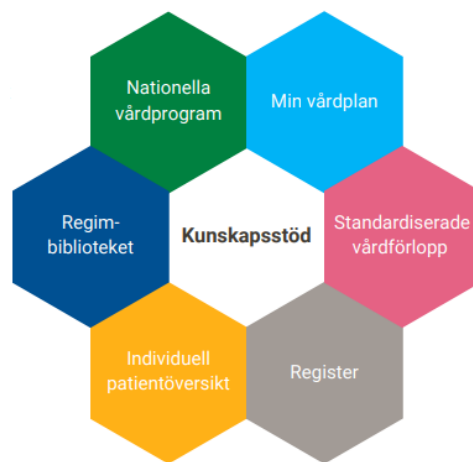 Nationella
vårdprogram
Min vårdplan
Regim-
biblioteket
Kunskapsstöd
Standardiserade
vårdförlopp
Individuell
patientöversikt
Register